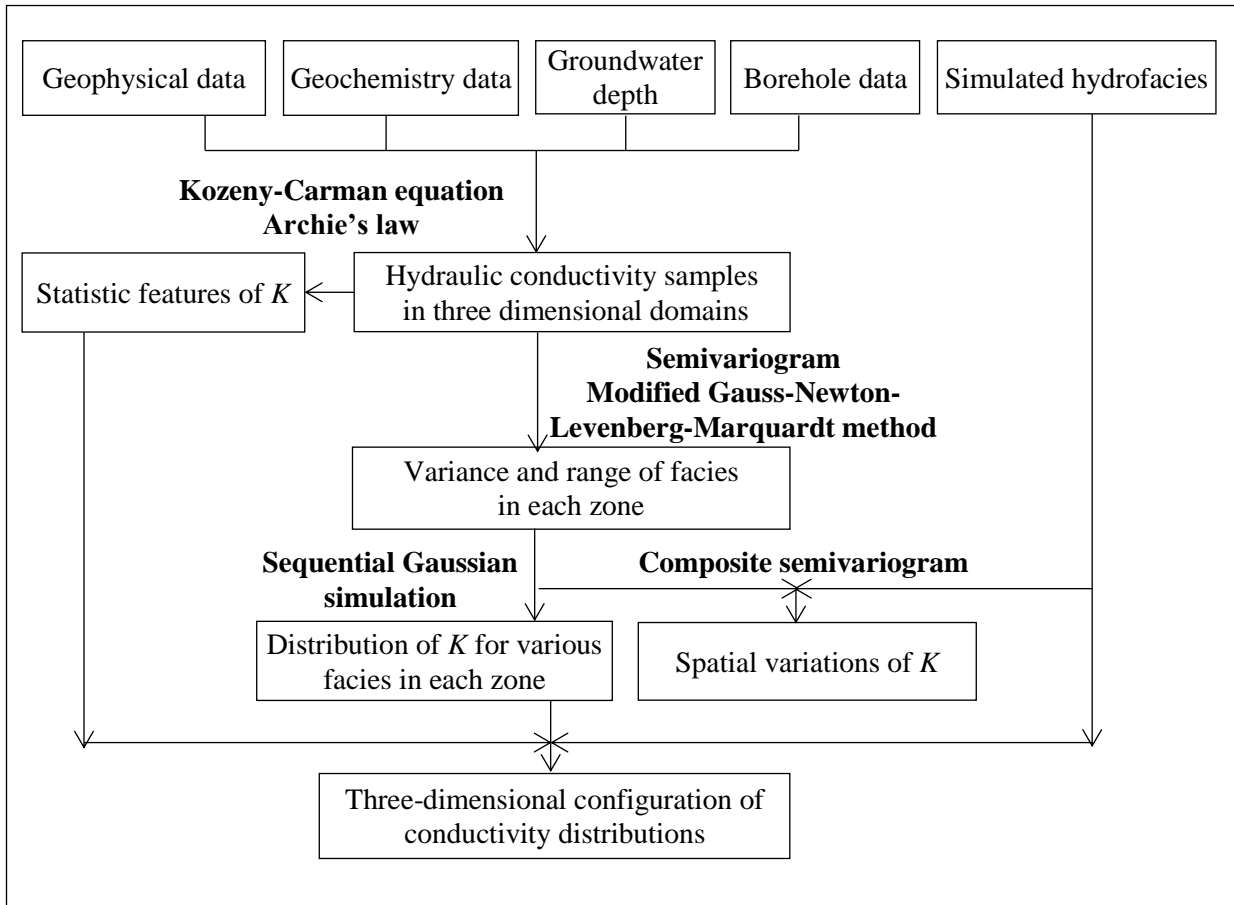 Geophysical data
Geochemistry data
Groundwater
depth
Borehole data
Simulated hydrofacies
Kozeny-Carman equation
Archie’s law
Statistic features of K
Hydraulic conductivity samples
in three dimensional domains
Semivariogram
Modified Gauss-Newton-
Levenberg-Marquardt method
Variance and range of facies
in each zone
Sequential Gaussian
simulation
Composite semivariogram
Distribution of K for various
facies in each zone
Spatial variations of K
Three-dimensional configuration of
conductivity distributions